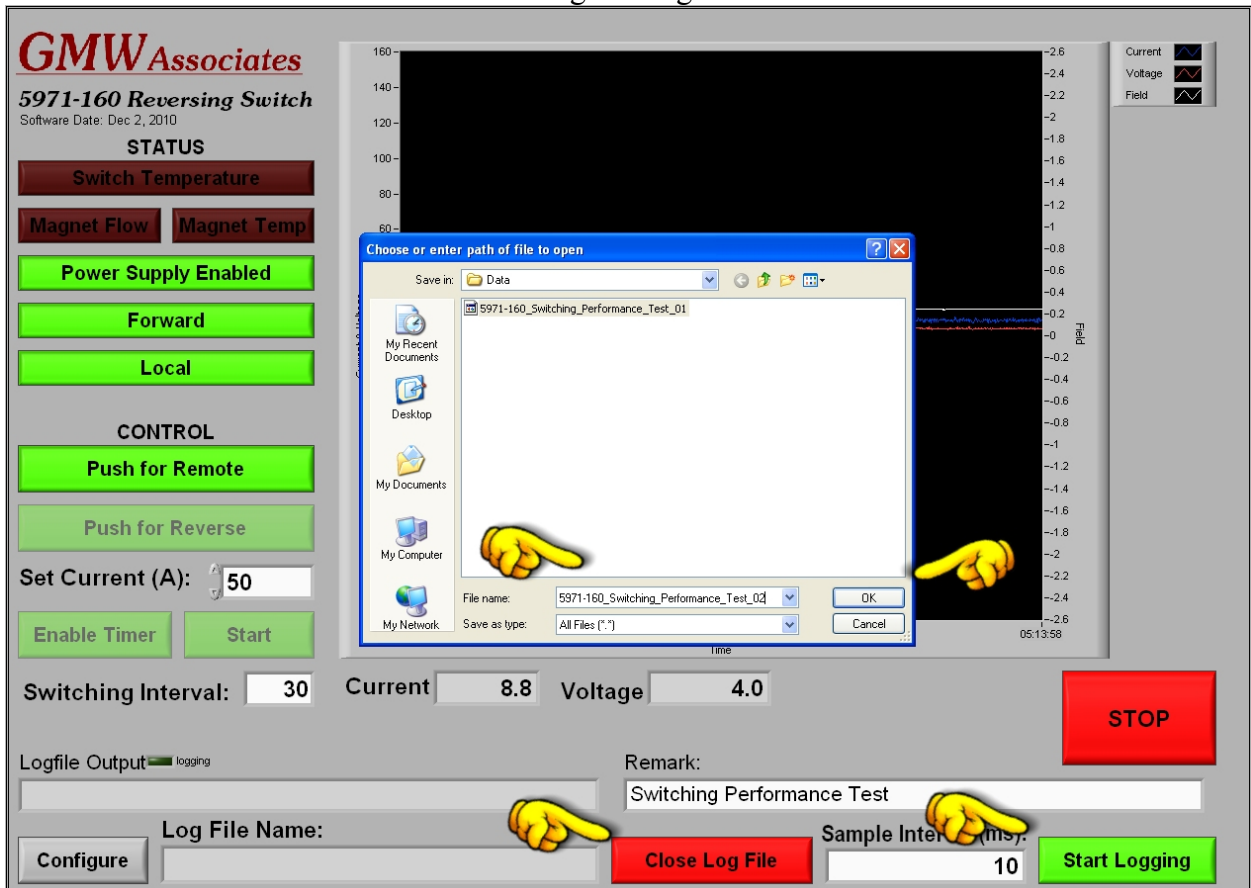 GMW Associates
5971-160 Reversing Switch
Software Date: Dec 2, 2010
STATUS
Switch Temperature
Magnet Flow
Magnet Temp
Power Supply Enabled
Forward
Local
CONTROL
Push for Remote
Push for Reverse
Set Current (A): 50
Enable Timer
Start
Switching Interval: 30
160
140
120
100
80
60
-2.6
-2.4
-2.2
-2
-1.8
-1.6
-1.4
-1.2
-1
-0.8
-0.6
-0.4
-0.2
-0
-0.2
-0.4
-0.6
-0.8
-1
-1.2
-1.4
-1.6
-1.8
-2
-2.2
-2.4
-2.6
Field
Current
Voltage
Field
Choose or enter path of file to open
Save in: Data
5971-160_Switching_Performance_Test_01
My Recent
Documents
Desktop
My Documents
My Computer
My Network
File name: 5971-160_Switching_Performance_Test_02
OK
Save as type: All Files (*.*)
Cancel
Time
05:13:58
Current 8.8
Voltage 4.0
STOP
Logfile Output
logging
Remark:
Switching Performance Test
Configure
Log File Name:
Close Log File
Sample
10
Start Logging